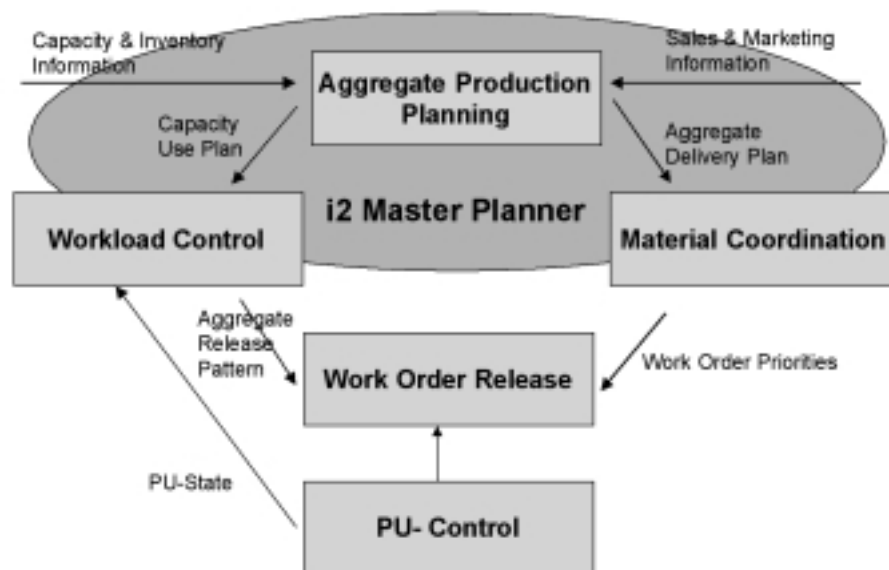 Capacity & Inventory
Information
Sales & Marketing
Information
Aggregate Production
Planning
Capacity
Use Plan
Aggregate
Delivery Plan
i2 Master Planner
Workload Control
Material Coordination
Aggregate
Release
Pattern
Work Order Release
Work Order Priorities
PU-State
PU- Control